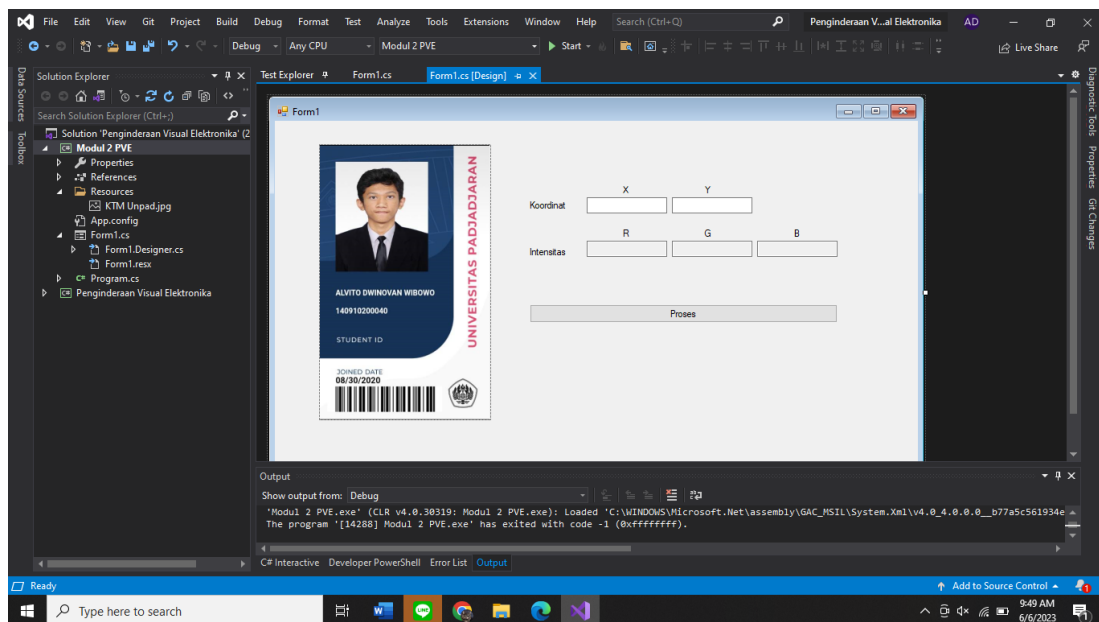 File Edit View Git Project Build Debug Format Test Analyze Tools Extensions Window Help Search (Ctrl+Q) Penginderaan V...al Elektronika AD
Debug Any CPU Modul 2 PVE Start Live Share
Data Sources
Toolbox
Solution Explorer
Search Solution Explorer (Ctrl+;)
Solution 'Penginderaan Visual Elektronika' (2
Modul 2 PVE
Properties
References
Resources
KTM Unpad.jpg
App.config
Form1.cs
Form1.Designer.cs
Form1.resx
Program.cs
Penginderaan Visual Elektronika
Test Explorer Form1.cs Form1.cs [Design]
Form1
UNIVERSITAS PADJADJARAN
ALVITO DWINOVAN WIBOWO
140910200040
STUDENT ID
JOINED DATE
08/30/2020
X Y
Koordinat
R G B
Intensitas
Proses
Diagnostic Tools
Properties
Git Changes
Output
Show output from: Debug
'Modul 2 PVE.exe' (CLR v4.0.30319: Modul 2 PVE.exe): Loaded 'C:\WINDOWS\Microsoft.Net\assembly\GAC_MSIL\System.Xml\v4.0_4.0.0.0__b77a5c561934e
The program '[14288] Modul 2 PVE.exe' has exited with code -1 (0xffffffff).
C# Interactive Developer PowerShell Error List Output
Ready Add to Source Control 1
Type here to search
9:49 AM
6/6/2023